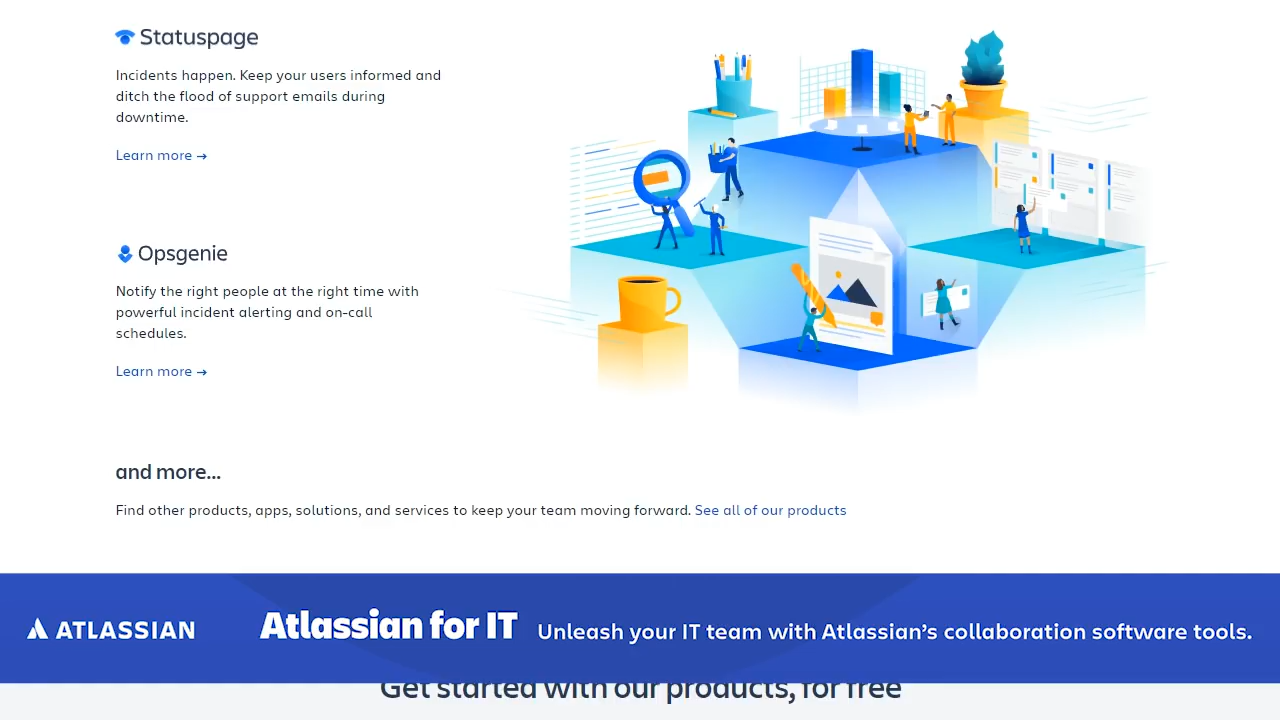 Statuspage
Incidents happen. Keep your users informed and
ditch the flood of support emails during
downtime.
Learn more →
Opsgenie
Notify the right people at the right time with
powerful incident alerting and on-call
schedules.
Learn more →
and more...
Find other products, apps, solutions, and services to keep your team moving forward. See all of our products
ATLASSIAN
Atlassian for IT
Unleash your IT team with Atlassian's collaboration software tools.
Get started with our products, for free